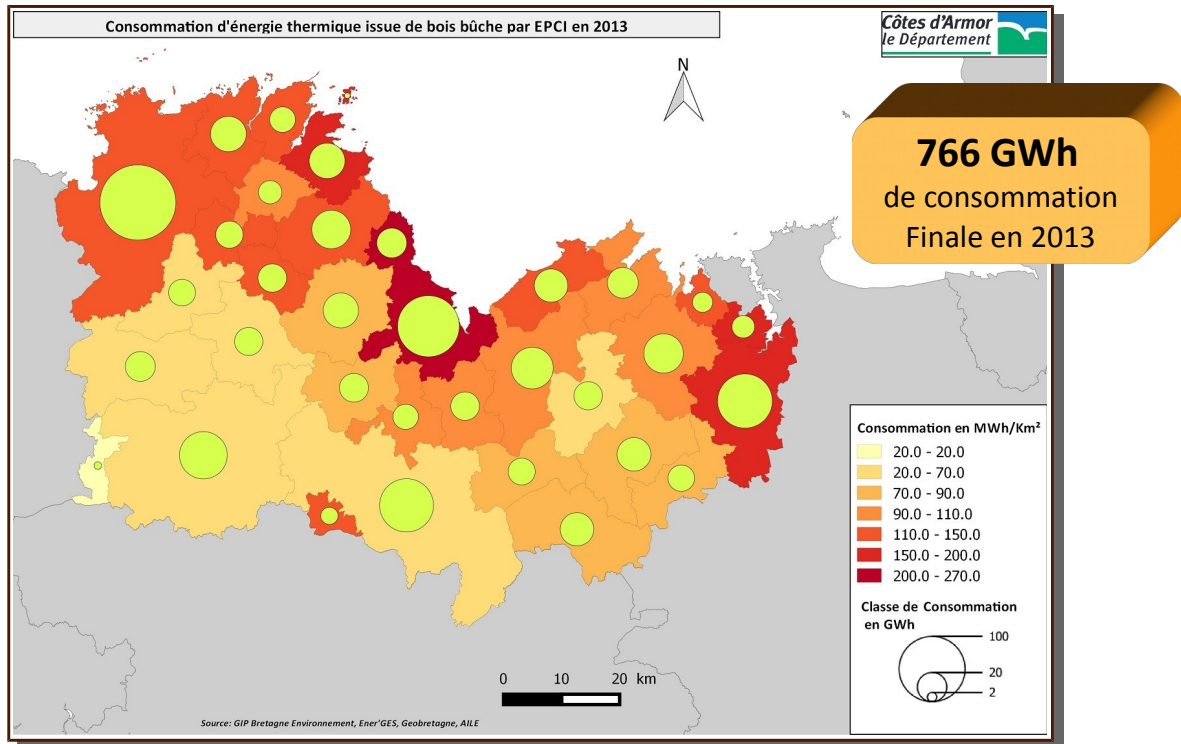 Consommation d'énergie thermique issue de bois bûche par EPCI en 2013
Côtes d'Armor
le Département
N
766 GWh
de consommation
Finale en 2013
Consommation en MWh/Km²
20.0 - 20.0
20.0 - 70.0
70.0 - 90.0
90.0 - 110.0
110.0 - 150.0
150.0 - 200.0
200.0 - 270.0
Classe de Consommation
en GWh
100
20
2
0 10 20 km
Source: GIP Bretagne Environnement, Ener'GES, Geobretagne, AILE